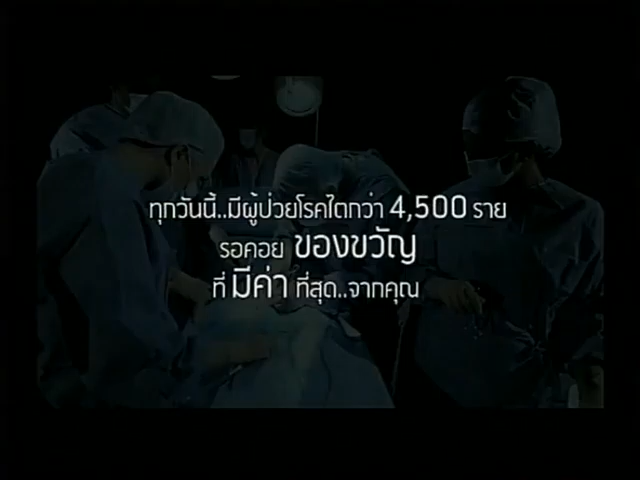 ทุกวันนี้..มีผู้ป่วยโรคไตกว่า 4,500 ราย
รอคอย ของขวัญ
ที่ มีค่า ที่สุด..จากคุณ